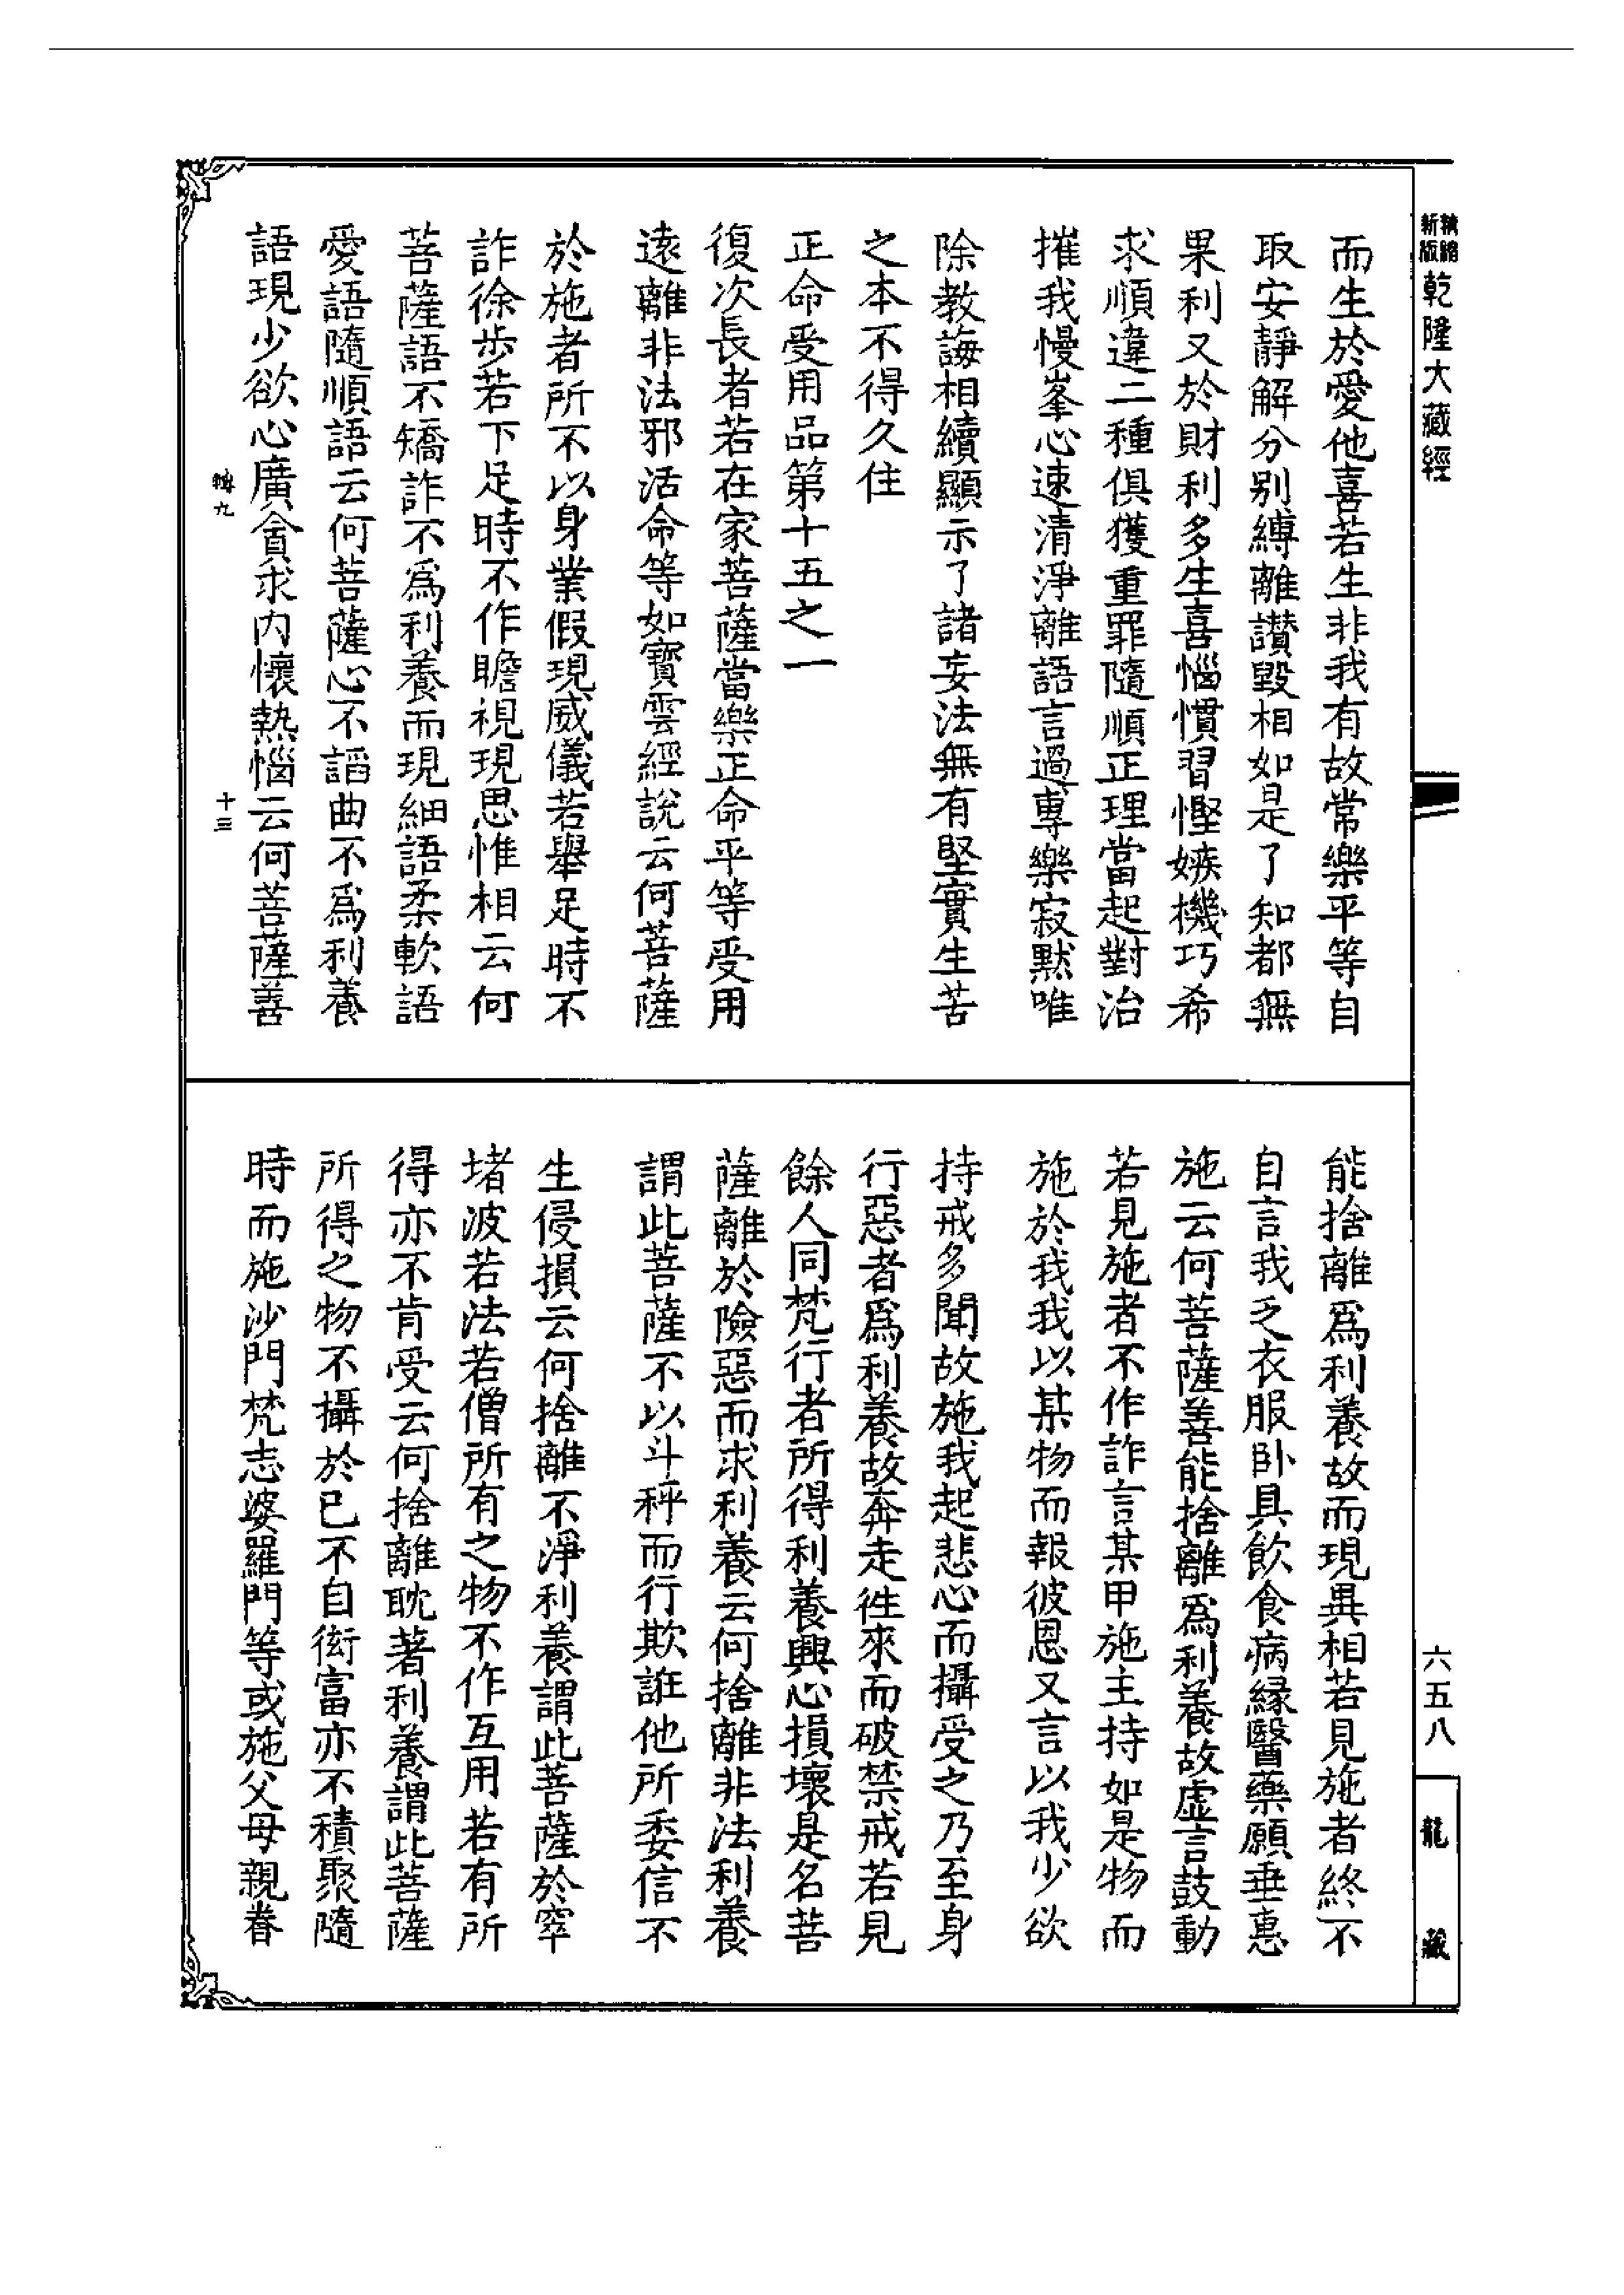 精縮新版乾隆大藏經
六五八
龍藏
而生於愛他喜若生非我有故常樂平等自
取安靜解分別縛離讃毀相如是了知都無
果利又於財利多生喜惱慣習慳嫉機巧希
求順違二種俱獲重罪隨順正理當起對治
摧我慢峯心速清淨離語言過專樂寂默唯
除教誨相續顯示了諸妄法無有堅實生苦
之本不得久住
正命受用品第十五之一
復次長者若在家菩薩當樂正命平等受用
遠離非法邪活命等如寶雲經說云何菩薩
於施者所不以身業假現威儀若舉足時不
詐徐步若下足時不作瞻視現思惟相云何
菩薩語不矯詐不為利養而現細語柔軟語
愛語隨順語云何菩薩心不諂曲不爲利養
語現少欲心廣貪求内懷熱惱云何菩薩善
轉九
十三
能捨離爲利養故而現異相若見施者終不
自言我乏衣服卧具飲食病縁醫藥願垂惠
施云何菩薩善能捨離爲利養故虛言鼓動
若見施者不作詐言某甲施主持如是物而
施於我我以某物而報彼恩又言以我少欲
持戒多聞故施我起悲心而攝受之乃至身
行惡者爲利養故奔走徃來而破禁戒若見
餘人同梵行者所得利養興心損壞是名菩
薩離於險惡而求利養云何捨離非法利養
謂此菩薩不以斗秤而行欺誑他所委信不
生侵損云何捨離不淨利養謂此菩薩於窣
堵波若法若僧所有之物不作互用若有所
得亦不肯受云何捨離耽著利養謂此菩薩
所得之物不攝於已不自衒富亦不積聚隨
時而施沙門梵志婆羅門等或施父母親眷